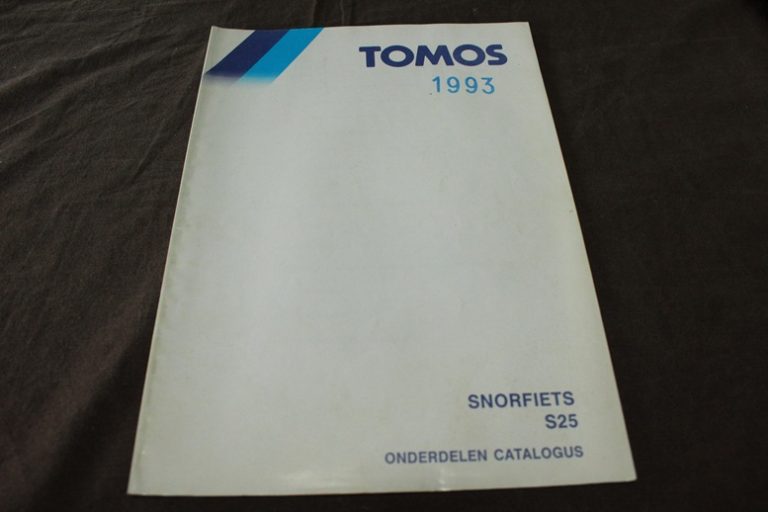 TOMOS
1993
SNORFIETS
S25
ONDERDELEN CATALOGUS